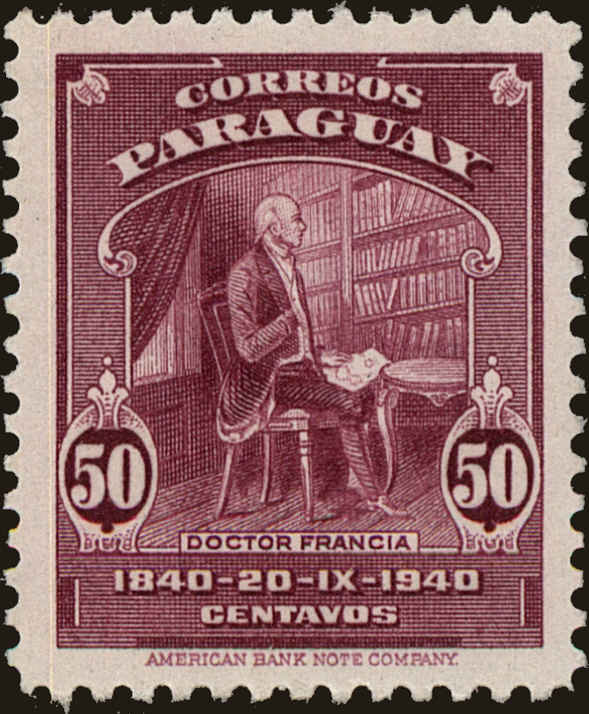 CORREOS
PARAGUAY
50 50
DOCTOR FRANCIA
1840-20-IX-1940
CENTAVOS
AMERICAN BANK NOTE COMPANY.